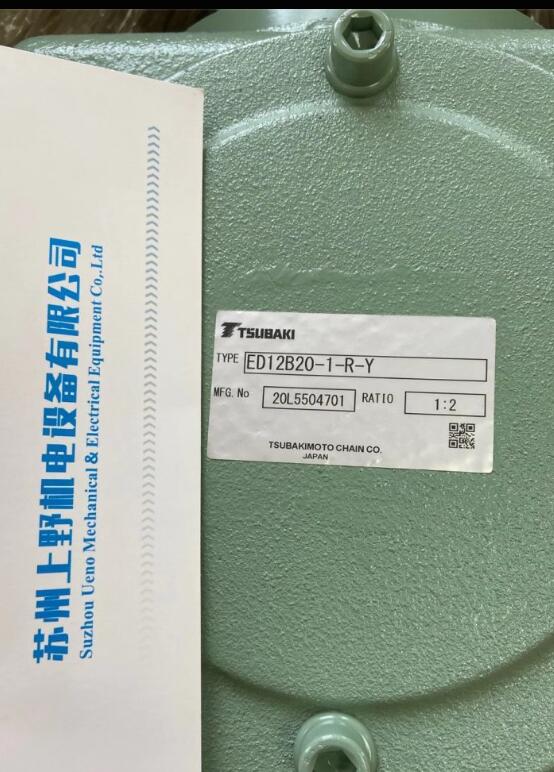 苏州上野机电设备有限公司
Suzhou Ueno Mechanical & Electrical Equipment Co,.Ltd
TSUBAKI
TYPE ED12B20-1-R-Y
MFG. No 20L5504701 RATIO 1:2
TSUBAKIMOTO CHAIN CO.
JAPAN